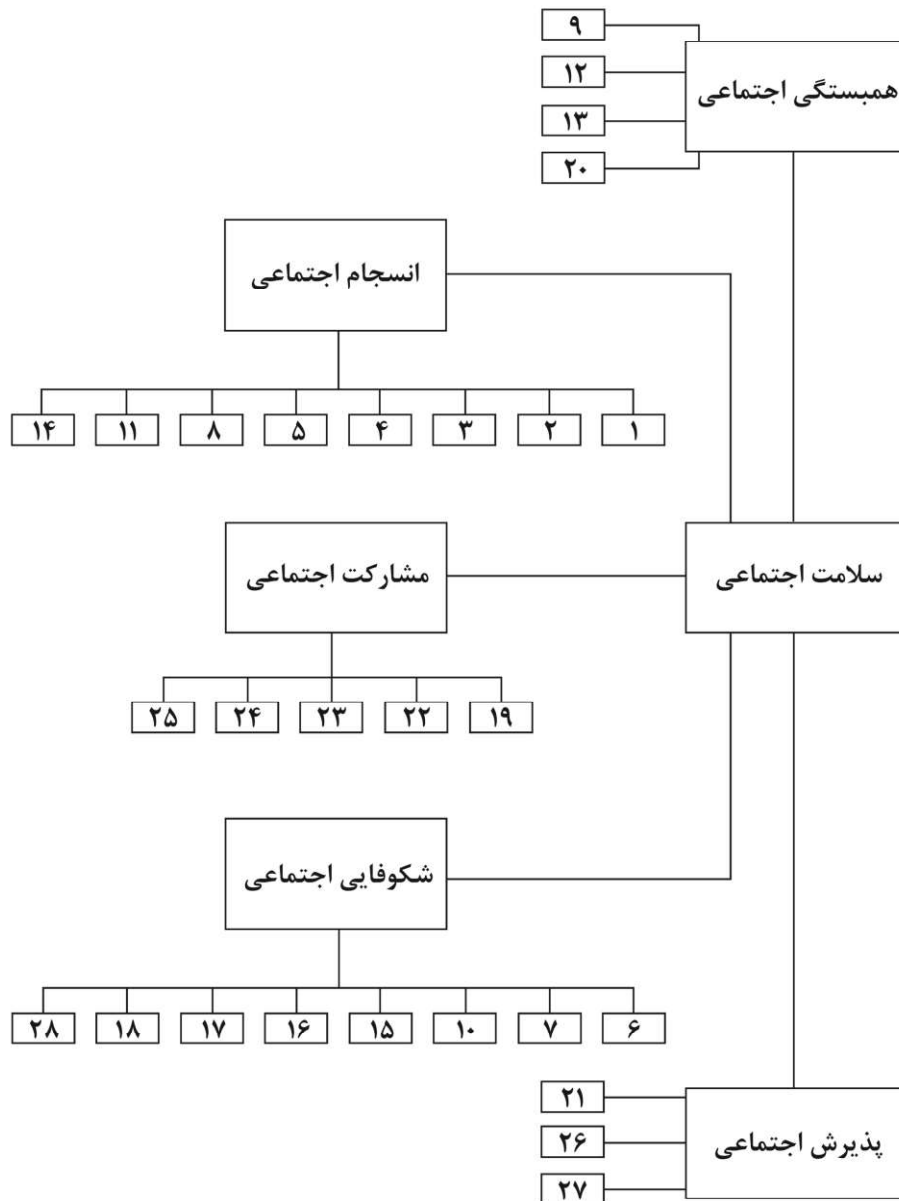 ۹
۱۲
همبستگی اجتماعی
۱۳
۲۰
انسجام اجتماعی
۱ ۲ ۳ ۴ ۵ ۸ ۱۱ ۱۴
سلامت اجتماعی
مشارکت اجتماعی
۱۹ ۲۲ ۲۳ ۲۴ ۲۵
شکوفایی اجتماعی
۶ ۷ ۱۰ ۱۵ ۱۶ ۱۷ ۱۸ ۲۸
۲۱
پذیرش اجتماعی
۲۶
۲۷